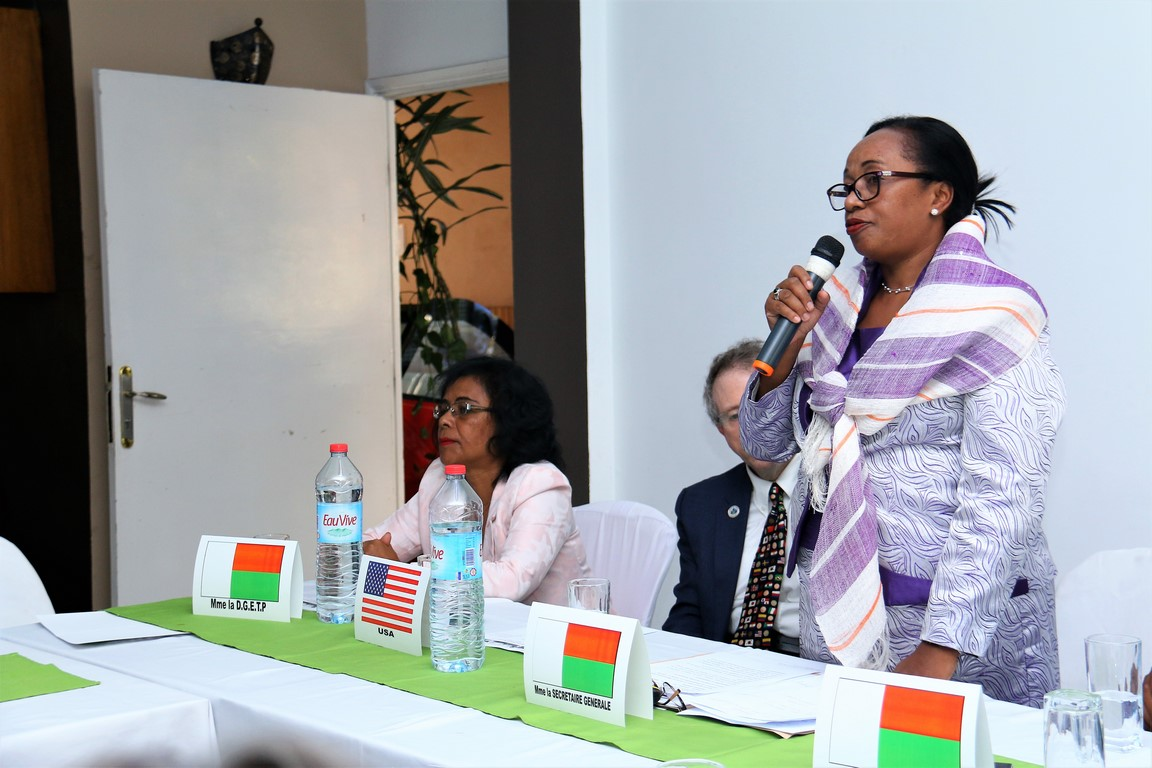 EauVive
Vive
Mme la D.G.E.T.P
USA
Mme la SECRETAIRE GENERALE